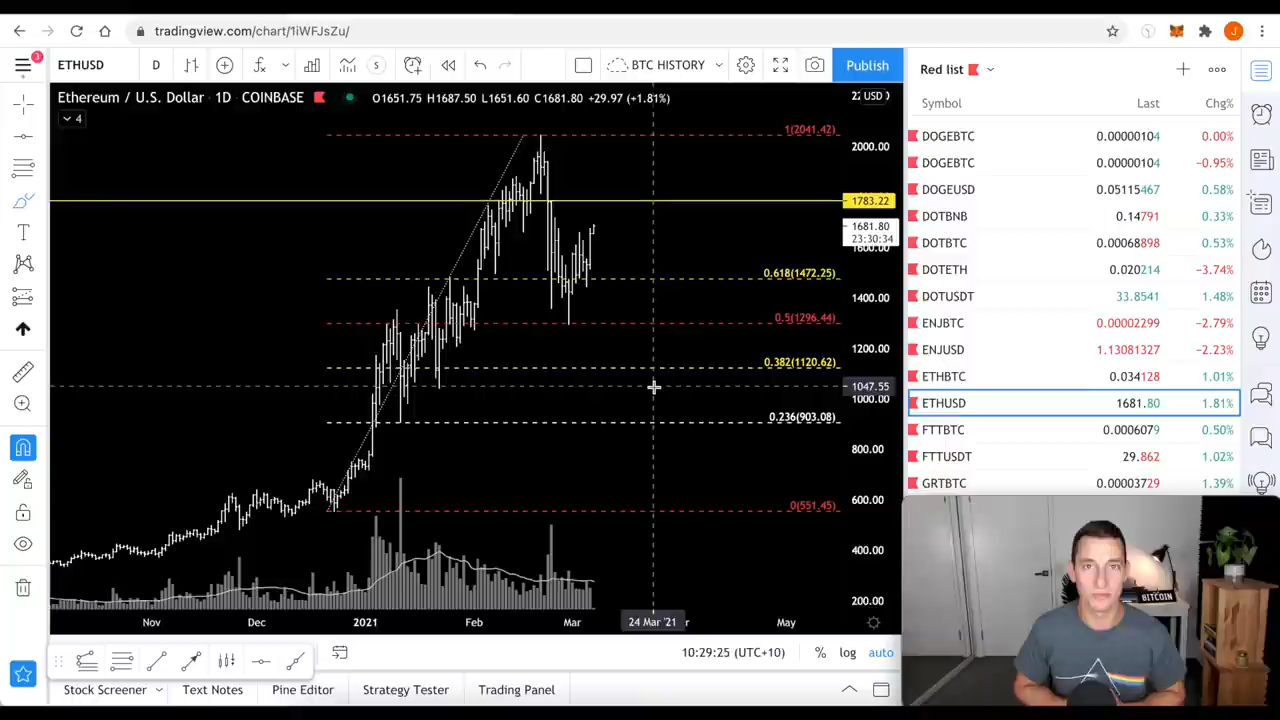 tradingview.com/chart/1iWFJsZu/
J
3
ETHUSD
D
S
BTC HISTORY
Publish
Red list
Ethereum / U.S. Dollar · 1D · COINBASE
O1651.75 H1687.50 L1651.60 C1681.80 +29.97 (+1.81%)
4
USD
Symbol Last Chg%
DOGEBTC 0.00000104 0.00%
DOGEBTC 0.00000104 −0.95%
DOGEUSD 0.05115467 0.58%
DOTBNB 0.14791 0.33%
DOTBTC 0.00068898 0.53%
DOTETH 0.020214 −3.74%
DOTUSDT 33.8541 1.48%
ENJBTC 0.00002299 −2.79%
ENJUSD 1.13081327 −2.23%
ETHBTC 0.034128 1.01%
ETHUSD 1681.80 1.81%
FTTBTC 0.0006079 0.50%
FTTUSDT 29.862 1.02%
GRTBTC 0.00003729 1.39%
1(2041.42)
2000.00
1783.22
1681.80
23:30:34
1600.00
0.618(1472.25)
1400.00
0.5(1296.44)
1200.00
0.382(1120.62)
1047.55
1000.00
0.236(903.08)
800.00
600.00
0(551.45)
400.00
200.00
Nov Dec 2021 Feb Mar 24 Mar '21 May
10:29:25 (UTC+10) % log auto
Stock Screener Text Notes Pine Editor Strategy Tester Trading Panel
BITCOIN